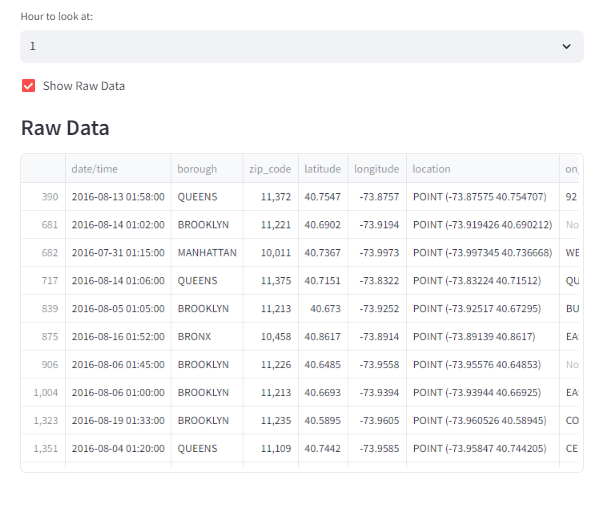 Hour to look at:
1
Show Raw Data
Raw Data
date/time borough zip_code latitude longitude location on_
390 2016-08-13 01:58:00 QUEENS 11,372 40.7547 -73.8757 POINT (-73.87575 40.754707) 92
681 2016-08-14 01:02:00 BROOKLYN 11,221 40.6902 -73.9194 POINT (-73.919426 40.690212) No
682 2016-07-31 01:15:00 MANHATTAN 10,011 40.7367 -73.9973 POINT (-73.997345 40.736668) WE
717 2016-08-14 01:06:00 QUEENS 11,375 40.7151 -73.8322 POINT (-73.83224 40.71512) QU
839 2016-08-05 01:05:00 BROOKLYN 11,213 40.673 -73.9252 POINT (-73.92517 40.67295) BU
875 2016-08-16 01:52:00 BRONX 10,458 40.8617 -73.8914 POINT (-73.89139 40.8617) EA
906 2016-08-06 01:45:00 BROOKLYN 11,226 40.6485 -73.9558 POINT (-73.95576 40.64853) No
1,004 2016-08-06 01:00:00 BROOKLYN 11,213 40.6693 -73.9394 POINT (-73.93944 40.66925) EA
1,323 2016-08-19 01:33:00 BROOKLYN 11,235 40.5895 -73.9605 POINT (-73.960526 40.58945) CO
1,351 2016-08-04 01:20:00 QUEENS 11,109 40.7442 -73.9585 POINT (-73.95847 40.744205) CE